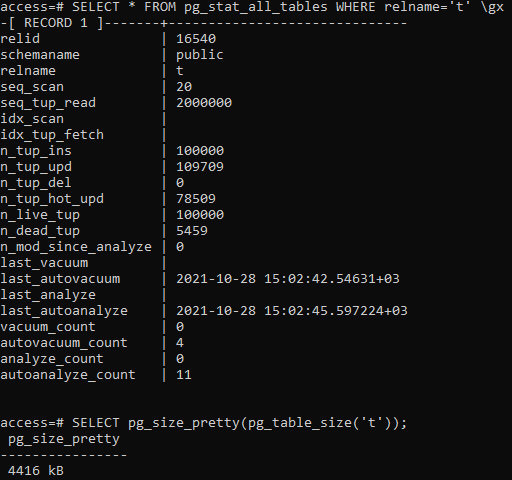 access=# SELECT * FROM pg_stat_all_tables WHERE relname='t' \gx
-[ RECORD 1 ]-------+------------------------------
relid               | 16540
schemaname          | public
relname             | t
seq_scan            | 20
seq_tup_read        | 2000000
idx_scan            |
idx_tup_fetch       |
n_tup_ins           | 100000
n_tup_upd           | 109709
n_tup_del           | 0
n_tup_hot_upd       | 78509
n_live_tup          | 100000
n_dead_tup          | 5459
n_mod_since_analyze | 0
last_vacuum         |
last_autovacuum     | 2021-10-28 15:02:42.54631+03
last_analyze        |
last_autoanalyze    | 2021-10-28 15:02:45.597224+03
vacuum_count        | 0
autovacuum_count    | 4
analyze_count       | 0
autoanalyze_count   | 11
access=# SELECT pg_size_pretty(pg_table_size('t'));
 pg_size_pretty
----------------
 4416 kB